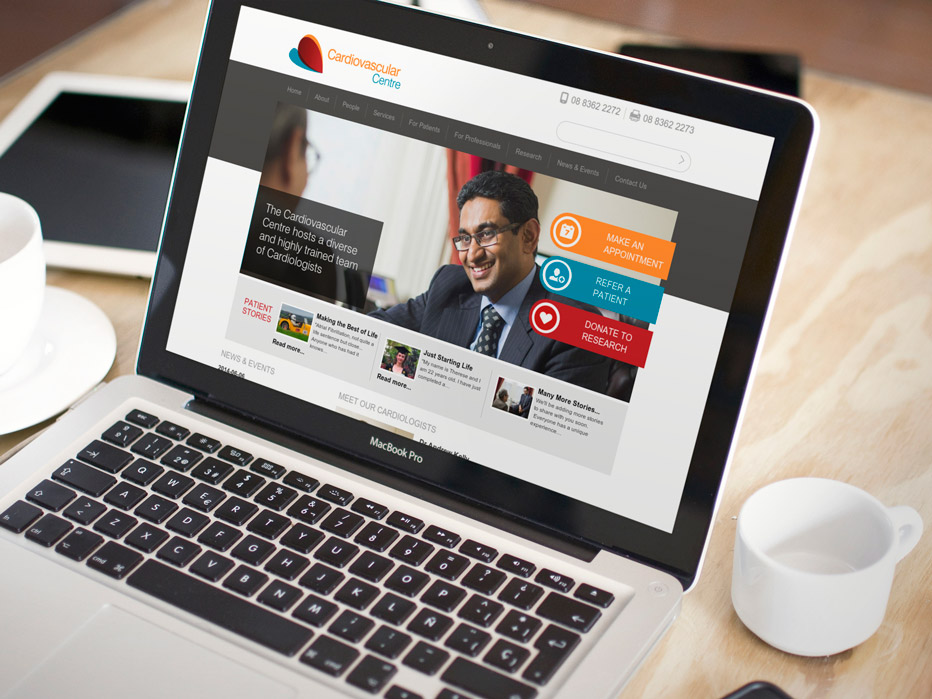 Cardiovascular
Centre
08 8362 2272 08 8362 2273
Home About People Services For Patients For Professionals Research News & Events Contact Us
The Cardiovascular
Centre hosts a diverse
and highly trained team
of Cardiologists
MAKE AN
APPOINTMENT
REFER A
PATIENT
DONATE TO
RESEARCH
PATIENT
STORIES
Making the Best of Life
"Atrial Fibrillation, not quite a
life sentence but close.
Anyone who has had it
knows...
Read more...
Just Starting Life
"My name is Therese and I
am 22 years old. I have just
completed a...
Read more...
Many More Stories...
We'll be adding more stories
to share with you soon.
Everyone has a unique
experience...
NEWS & EVENTS
MEET OUR CARDIOLOGISTS
Dr Andrew Kelly
MacBook Pro
esc
Q W E R T Y U I O P
A S D F G H J K L Ñ
Z X C V B N M
cmd